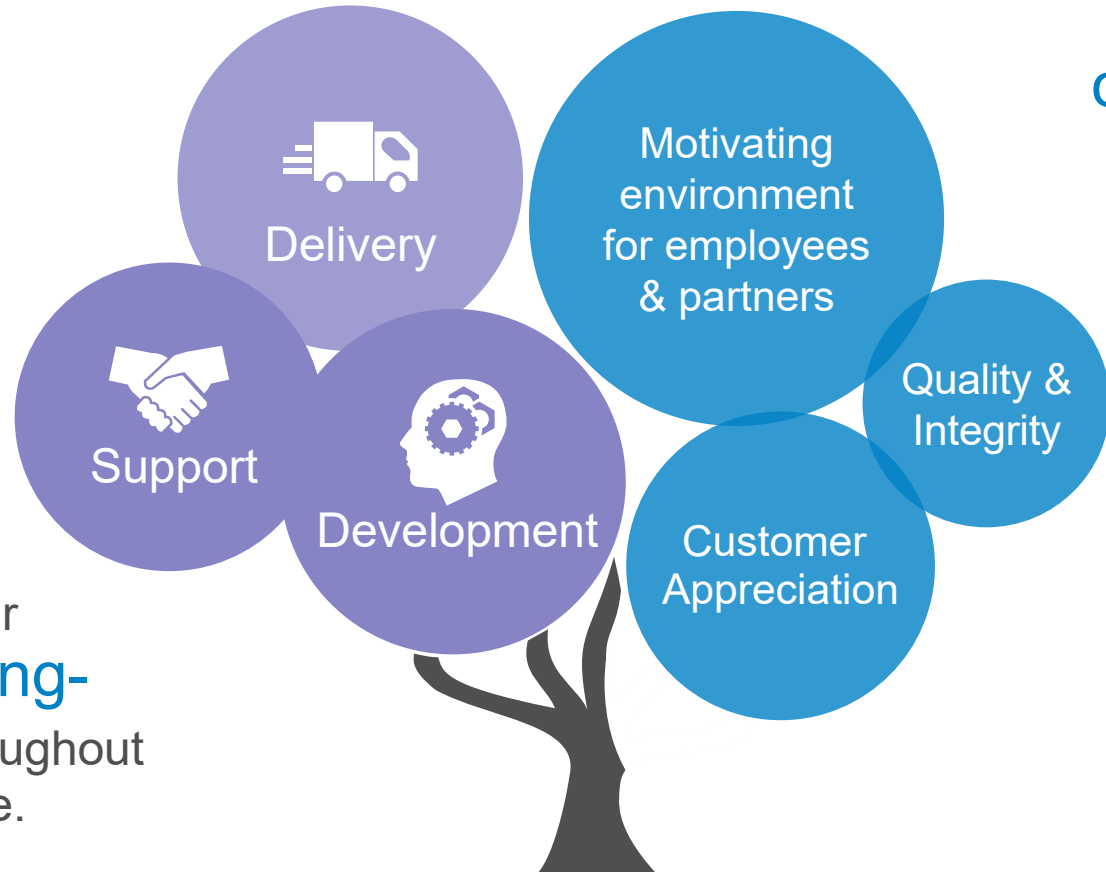 Delivery
Support
Development
Motivating
environment
for employees
& partners
Quality &
Integrity
Customer
Appreciation